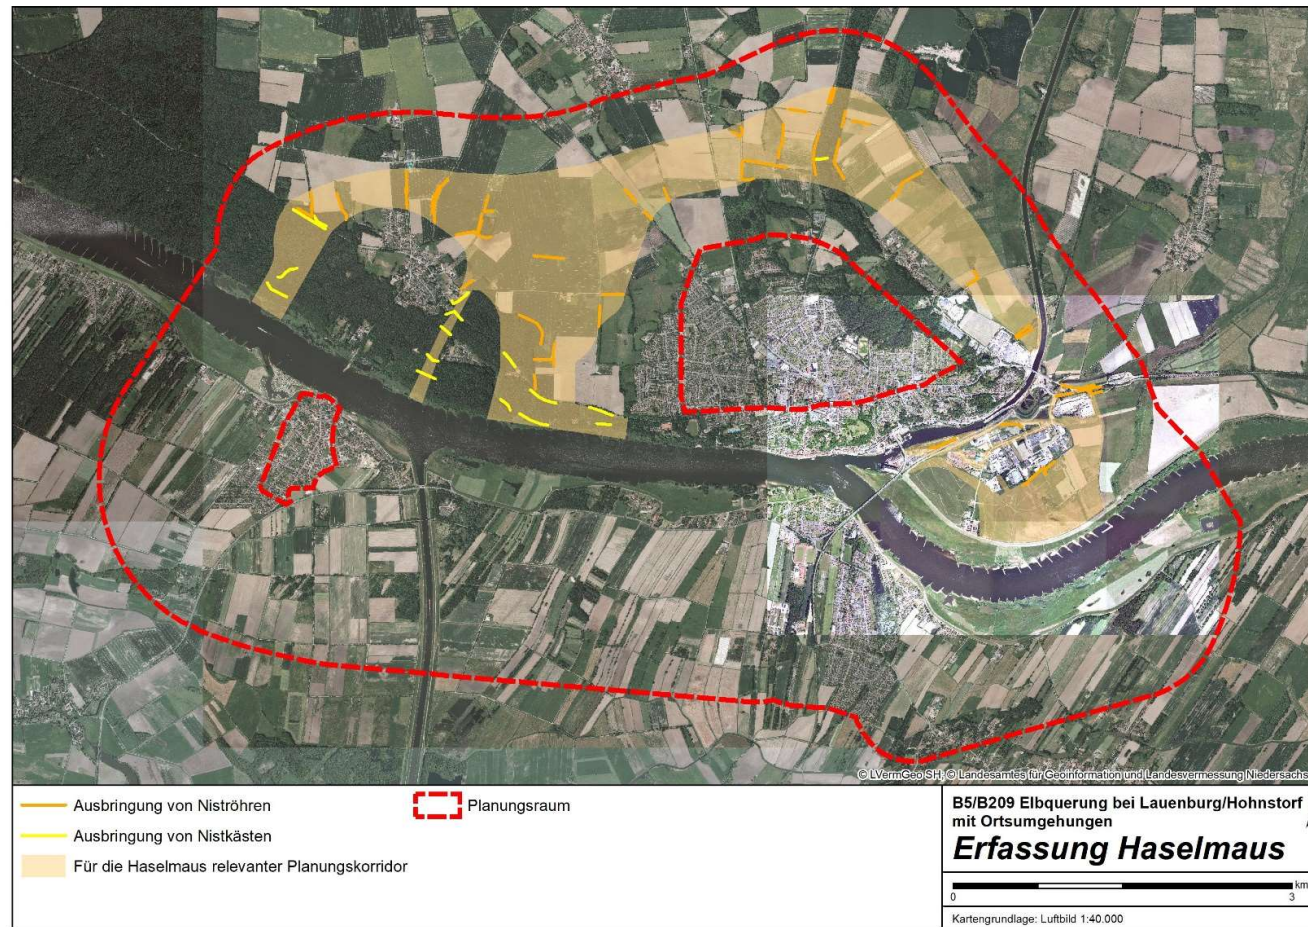 © LVermGeo SH; © Landesamtes für Geoinformation und Landesvermessung Niedersachs
Ausbringung von Niströhren
Ausbringung von Nistkästen
Für die Haselmaus relevanter Planungskorridor
Planungsraum
B5/B209 Elbquerung bei Lauenburg/Hohnstorf
mit Ortsumgehungen
Erfassung Haselmaus
km
0 3
Kartengrundlage: Luftbild 1:40.000